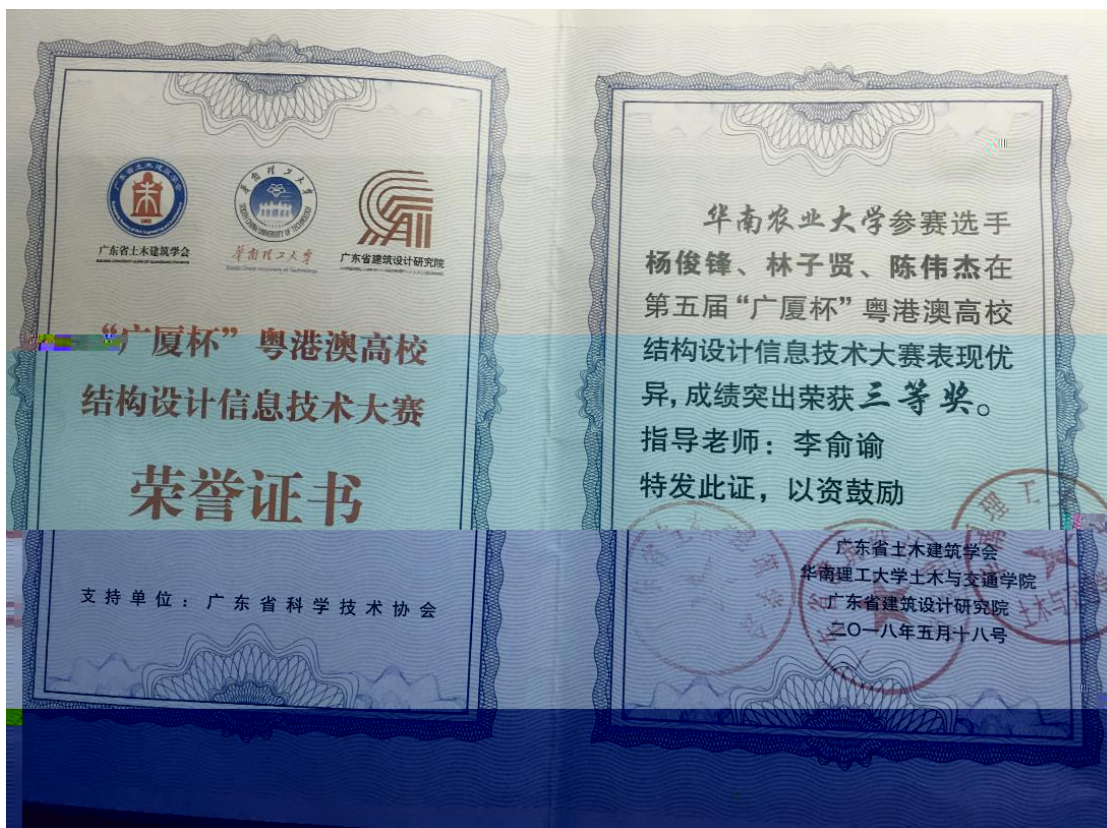 广东省土木建筑学会
华南理工大学
South China University of Technology
广东省建筑设计研究院
“广厦杯”粤港澳高校
结构设计信息技术大赛
荣誉证书
支持单位：广东省科学技术协会
华南农业大学参赛选手
杨俊锋、林子贤、陈伟杰在
第五届“广厦杯”粤港澳高校
结构设计信息技术大赛表现优
异,成绩突出荣获三等奖。
指导老师：李俞谕
特发此证，以资鼓励
广东省土木建筑学会
华南理工大学土木与交通学院
广东省建筑设计研究院
二〇一八年五月十八号